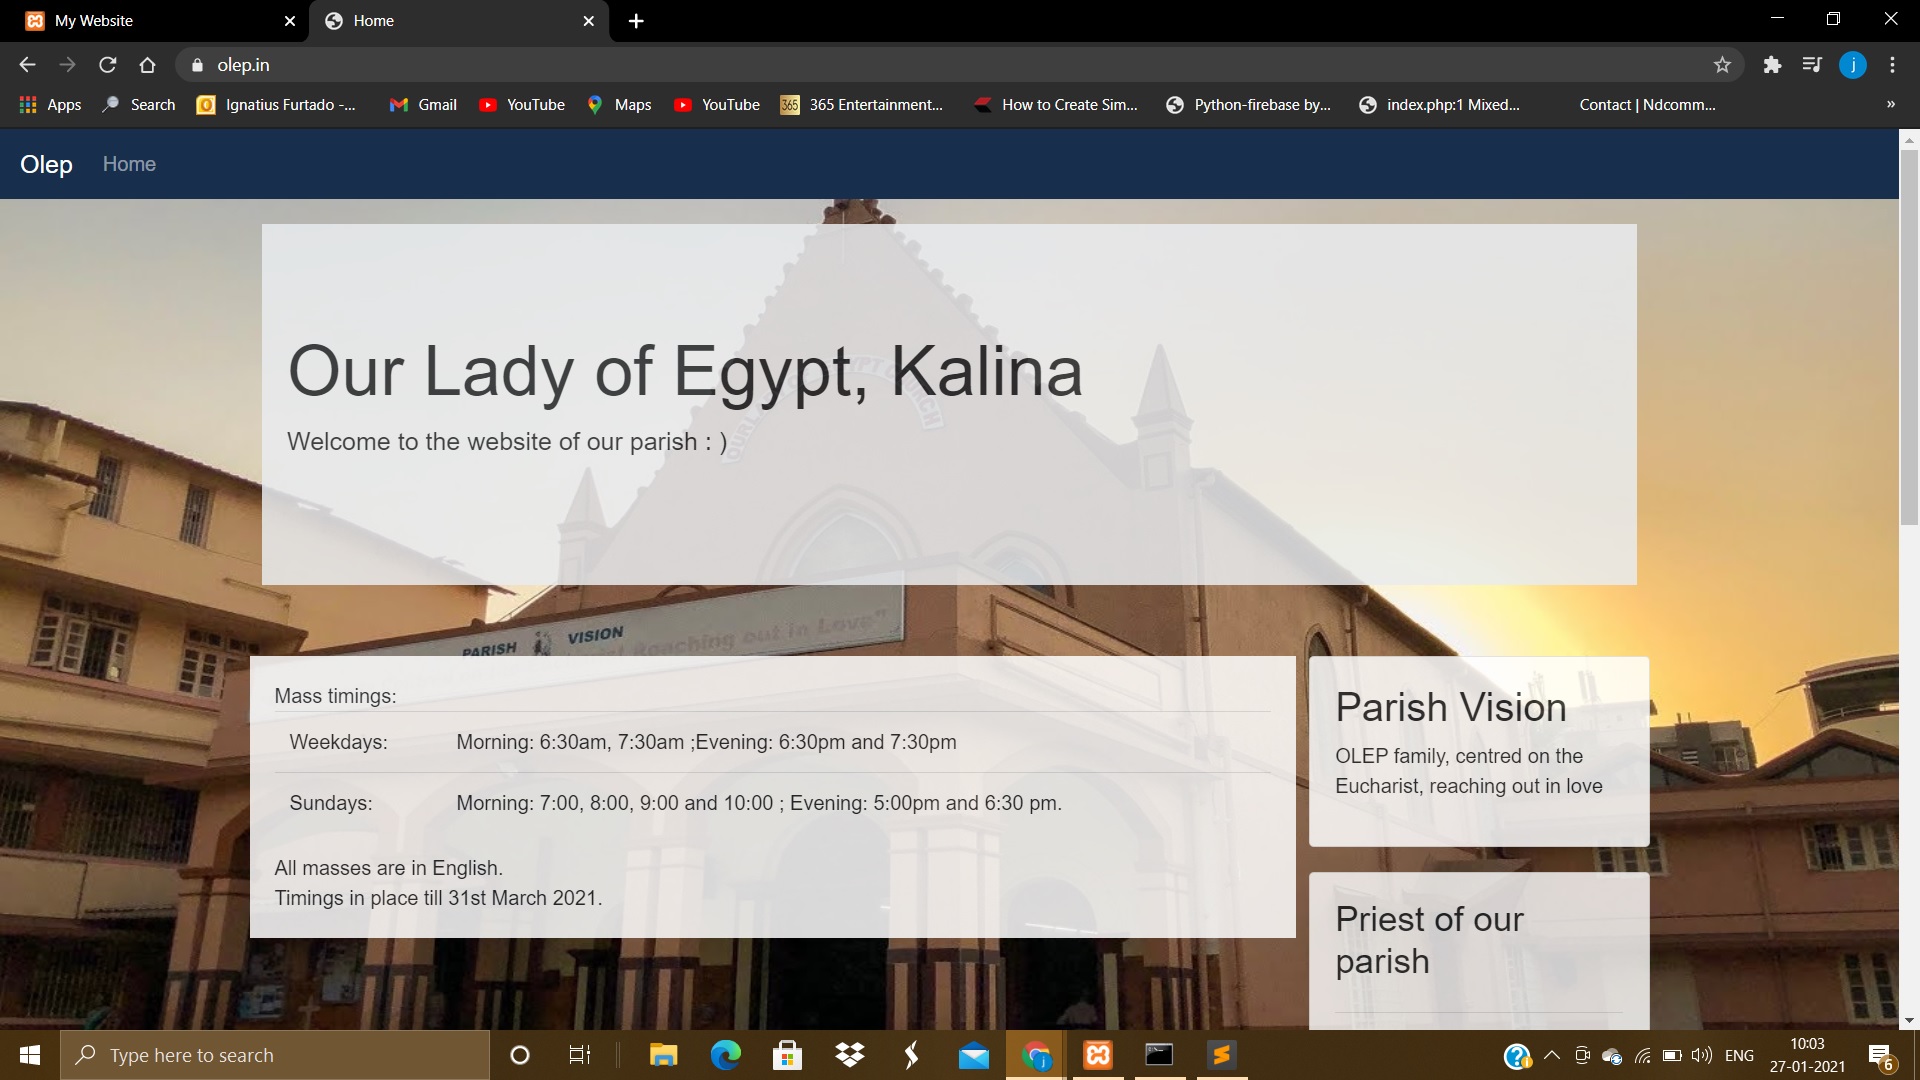 My Website
Home
olep.in
Apps
Search
Ignatius Furtado -...
Gmail
YouTube
Maps
YouTube
365 Entertainment...
How to Create Sim...
Python-firebase by...
index.php:1 Mixed...
Contact | Ndcomm...
Olep
Home
Our Lady of Egypt, Kalina
Welcome to the website of our parish : )
PARISH VISION
Reaching out in Love"
Mass timings:
Weekdays: Morning: 6:30am, 7:30am ;Evening: 6:30pm and 7:30pm
Sundays: Morning: 7:00, 8:00, 9:00 and 10:00 ; Evening: 5:00pm and 6:30 pm.
All masses are in English.
Timings in place till 31st March 2021.
Parish Vision
OLEP family, centred on the
Eucharist, reaching out in love
Priest of our
parish
Type here to search
ENG
10:03
27-01-2021
6